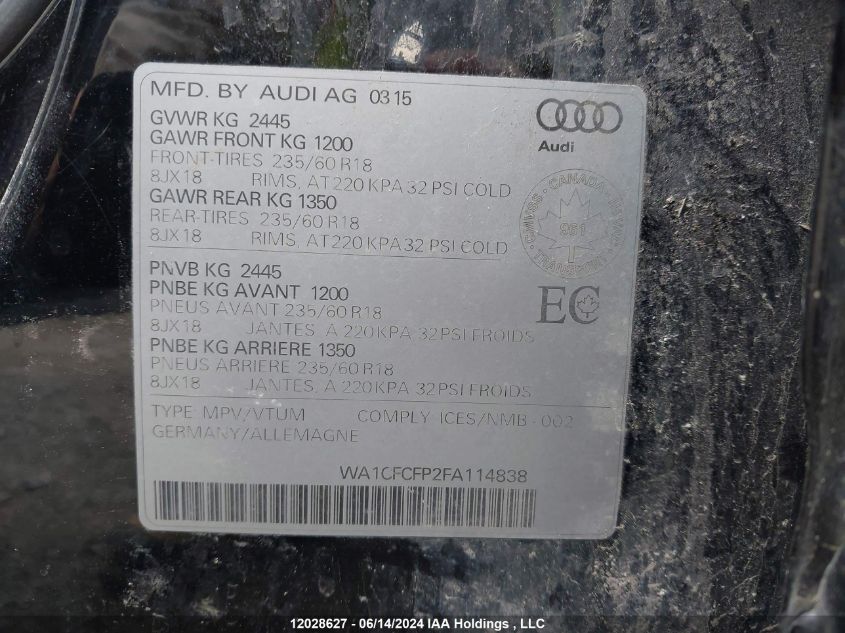 MFD. BY AUDI AG 03 15
GVWR KG 2445
GAWR FRONT KG 1200
FRONT-TIRES 235/60 R18
8JX18 RIMS, AT 220 KPA 32 PSI COLD
GAWR REAR KG 1350
REAR-TIRES 235/60 R18
8JX18 RIMS, AT 220 KPA 32 PSI COLD
Audi
CANADA
961
TRANSPORT
EC
PNVB KG 2445
PNBE KG AVANT 1200
PNEUS AVANT 235/60 R18
8JX18 JANTES, A 220 KPA 32 PSI FROIDS
PNBE KG ARRIERE 1350
PNEUS ARRIERE 235/60 R18
8JX18 JANTES, A 220 KPA 32 PSI FROIDS
TYPE MPV/VTUM COMPLY ICES/NMB - 002
GERMANY/ALLEMAGNE
WA1CFCFP2FA114838
12028627 - 06/14/2024 IAA Holdings , LLC